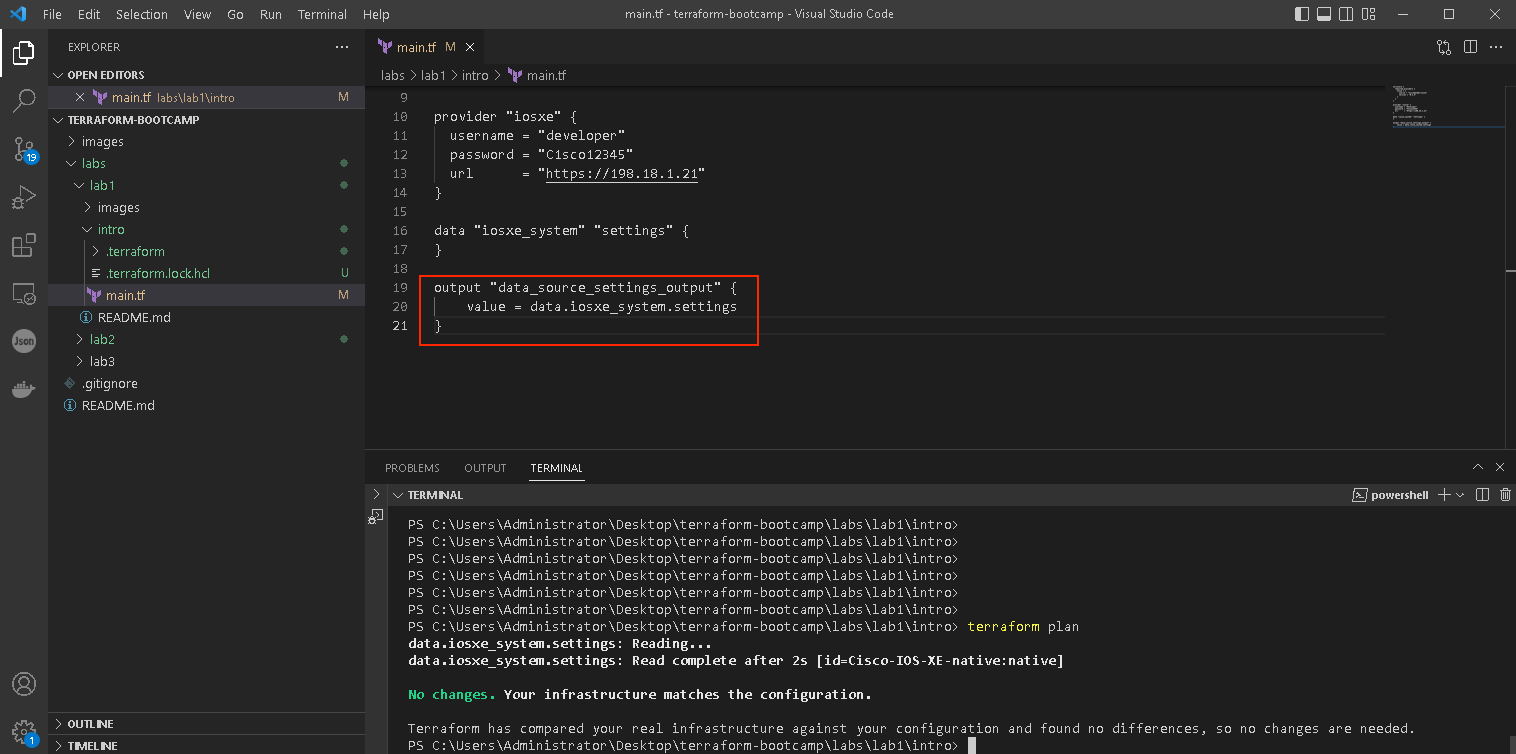 File Edit Selection View Go Run Terminal Help main.tf - terraform-bootcamp - Visual Studio Code
EXPLORER
OPEN EDITORS
main.tf labs\lab1\intro M
TERRAFORM-BOOTCAMP
images
labs
lab1
images
intro
.terraform
.terraform.lock.hcl U
main.tf M
README.md
lab2
lab3
.gitignore
README.md
OUTLINE
TIMELINE
19
Json
1
main.tf M
labs > lab1 > intro > main.tf
9
10 provider "iosxe" {
11 username = "developer"
12 password = "C1sco12345"
13 url = "https://198.18.1.21"
14 }
15
16 data "iosxe_system" "settings" {
17 }
18
19 output "data_source_settings_output" {
20 value = data.iosxe_system.settings
21 }
PROBLEMS OUTPUT TERMINAL
TERMINAL powershell
PS C:\Users\Administrator\Desktop\terraform-bootcamp\labs\lab1\intro>
PS C:\Users\Administrator\Desktop\terraform-bootcamp\labs\lab1\intro>
PS C:\Users\Administrator\Desktop\terraform-bootcamp\labs\lab1\intro>
PS C:\Users\Administrator\Desktop\terraform-bootcamp\labs\lab1\intro>
PS C:\Users\Administrator\Desktop\terraform-bootcamp\labs\lab1\intro>
PS C:\Users\Administrator\Desktop\terraform-bootcamp\labs\lab1\intro>
PS C:\Users\Administrator\Desktop\terraform-bootcamp\labs\lab1\intro> terraform plan
data.iosxe_system.settings: Reading...
data.iosxe_system.settings: Read complete after 2s [id=Cisco-IOS-XE-native:native]
No changes. Your infrastructure matches the configuration.
Terraform has compared your real infrastructure against your configuration and found no differences, so no changes are needed.
PS C:\Users\Administrator\Desktop\terraform-bootcamp\labs\lab1\intro>